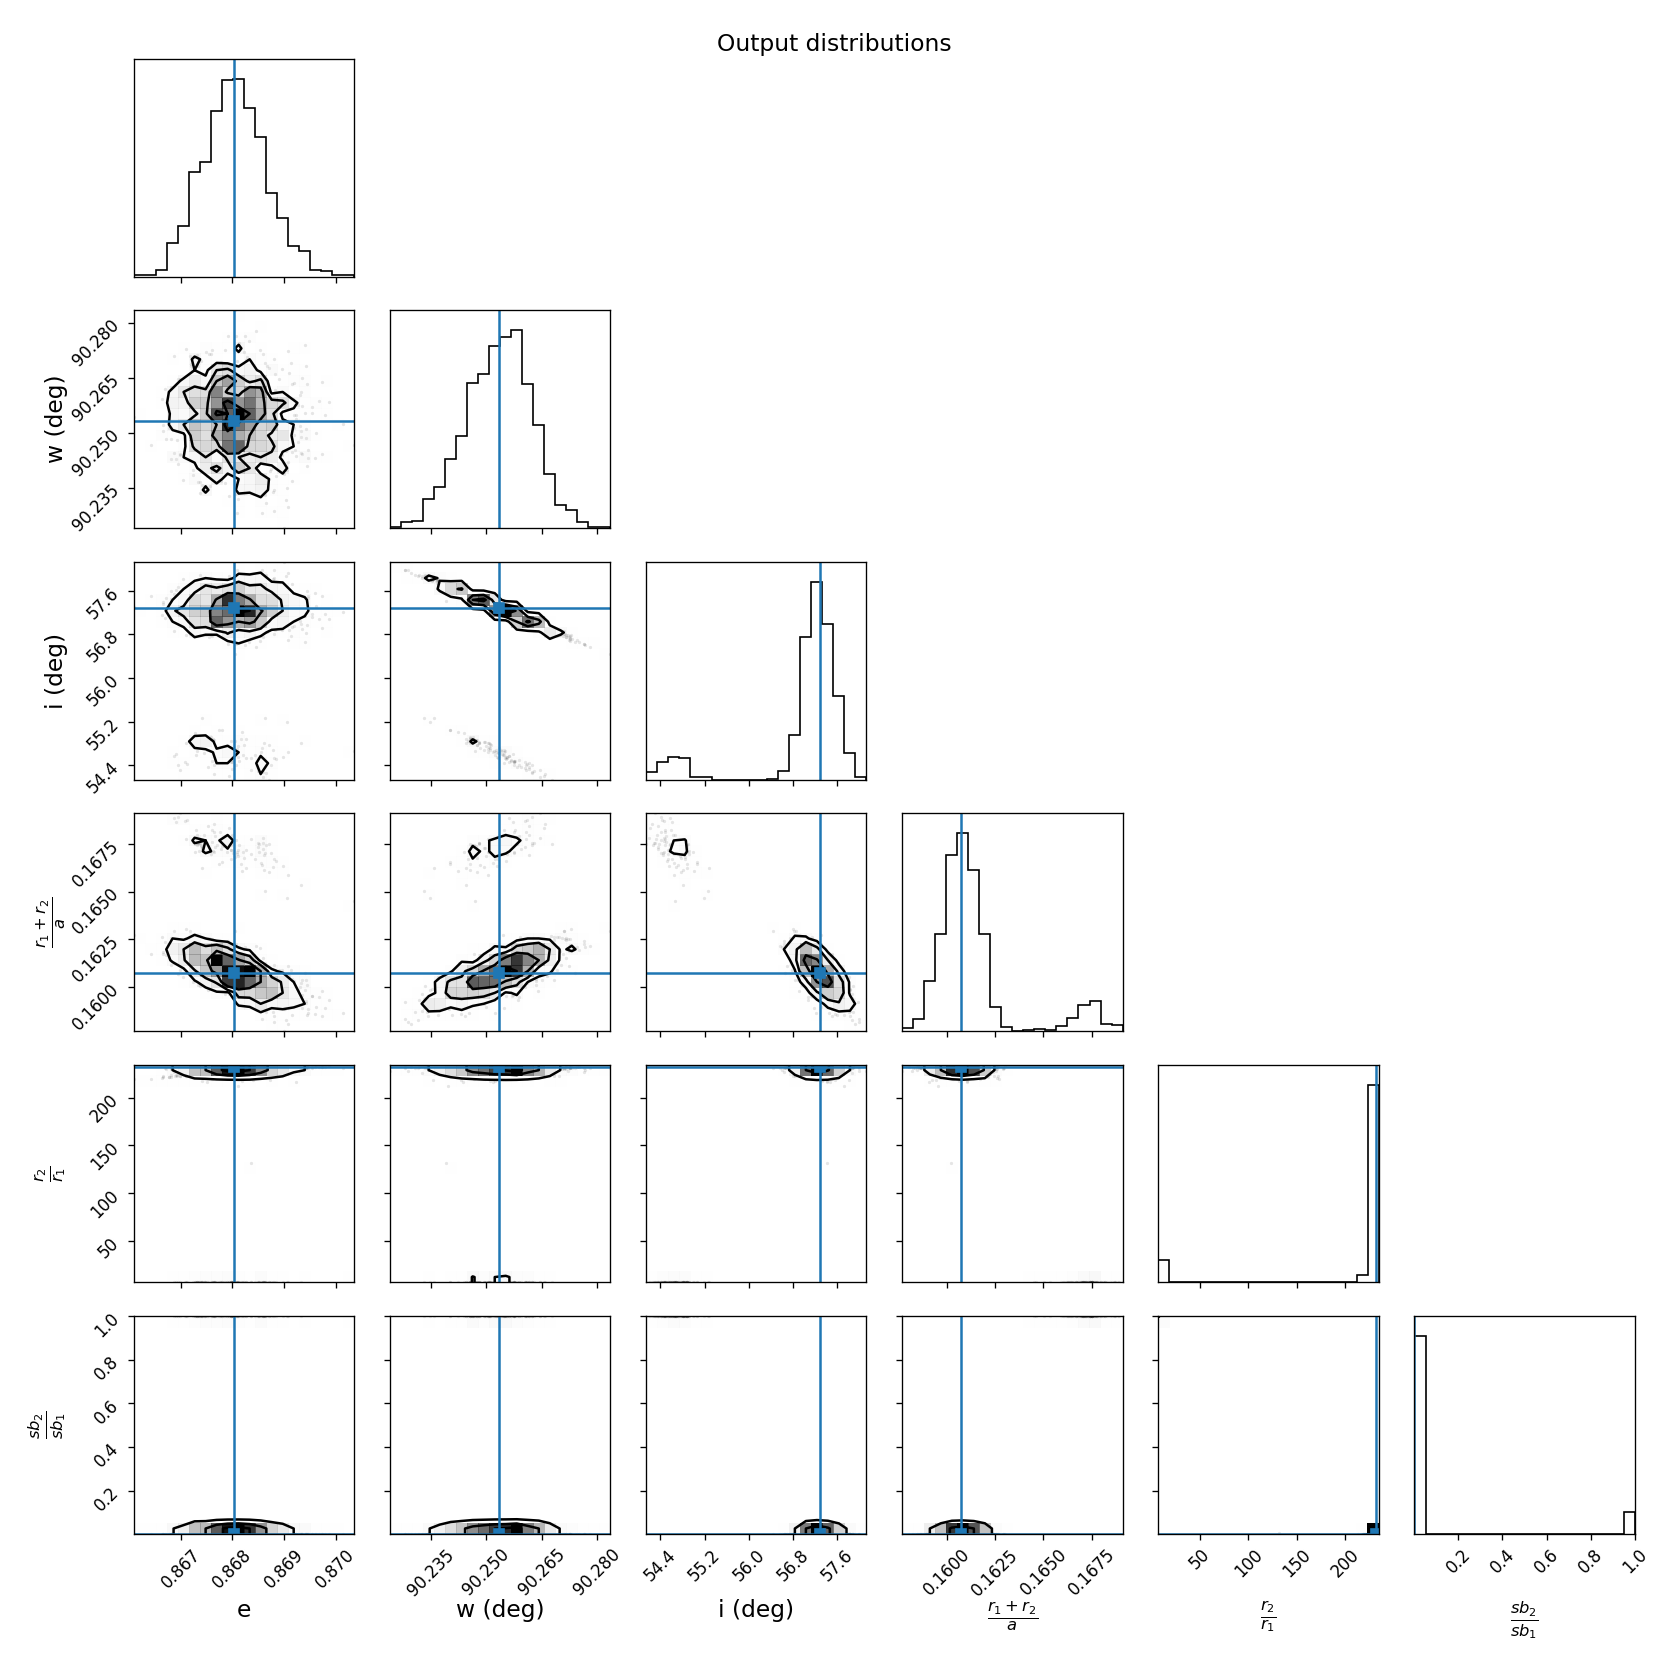 Output distributions
w (deg)
90.280
90.265
90.250
90.235
i (deg)
57.6
56.8
56.0
55.2
54.4
r1 + r2
a
0.1675
0.1650
0.1625
0.1600
r2
r1
200
150
100
50
sb2
sb1
1.0
0.8
0.6
0.4
0.2
0.867 0.868 0.869 0.870
90.235 90.250 90.265 90.280
54.4 55.2 56.0 56.8 57.6
0.1600 0.1625 0.1650 0.1675
50 100 150 200
0.2 0.4 0.6 0.8 1.0
e
w (deg)
i (deg)
r1 + r2
a
r2
r1
sb2
sb1